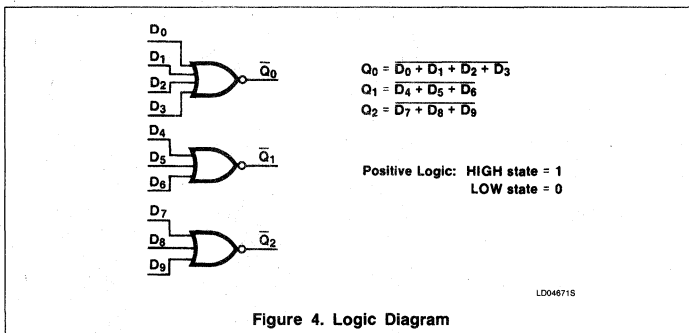 D₀
D₁
D₂
D₃
Q̅₀
Q₀ = D₀ + D₁ + D₂ + D₃
Q₁ = D₄ + D₅ + D₆
Q₂ = D₇ + D₈ + D₉
D₄
D₅
D₆
Q̅₁
Positive Logic: HIGH state = 1
LOW state = 0
D₇
D₈
D₉
Q̅₂
LD04671S
Figure 4. Logic Diagram